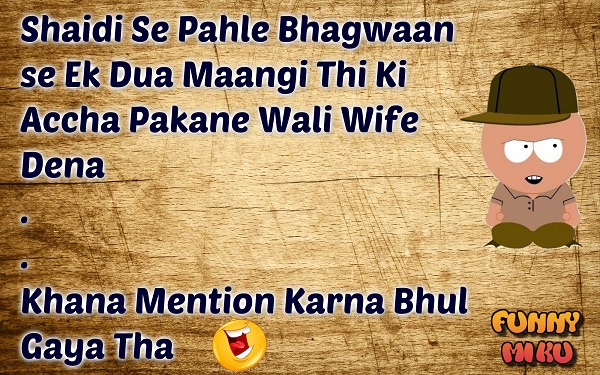 Shaidi Se Pahle Bhagwaan
se Ek Dua Maangi Thi Ki
Accha Pakane Wali Wife
Dena
.
.
Khana Mention Karna Bhul
Gaya Tha
FUNNY
MIKU